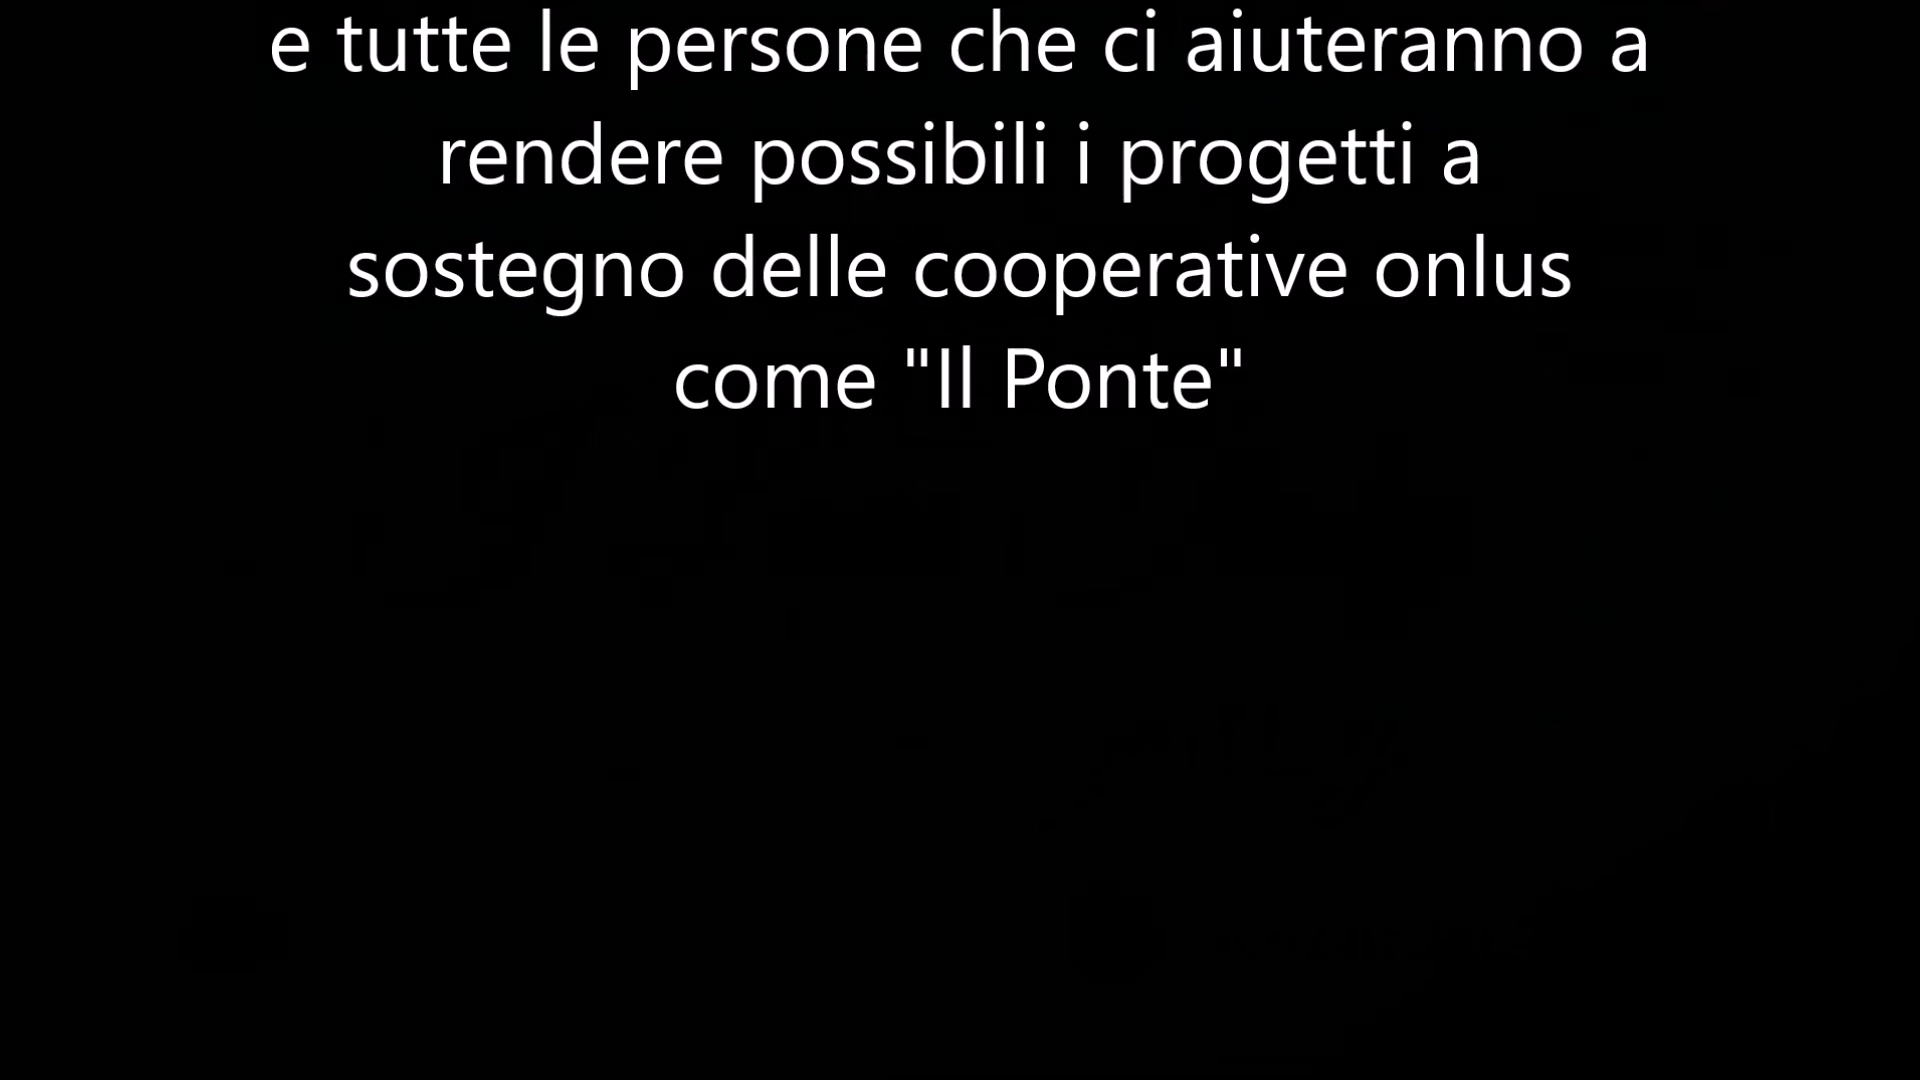 e tutte le persone che ci aiuteranno a
rendere possibili i progetti a
sostegno delle cooperative onlus
come "Il Ponte"